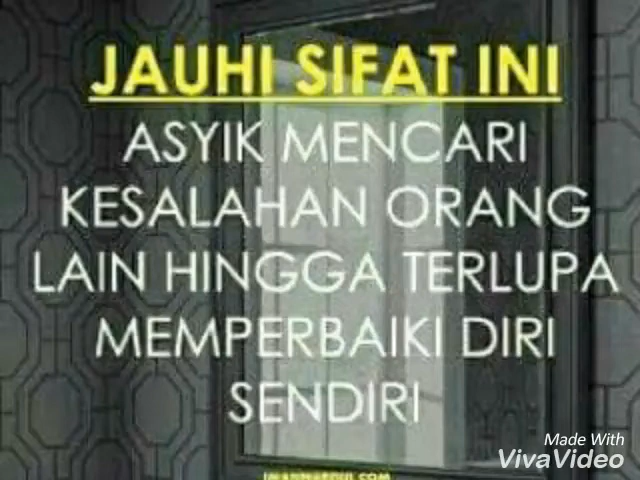 JAUHI SIFAT INI
ASYIK MENCARI
KESALAHAN ORANG
LAIN HINGGA TERLUPA
MEMPERBAIKI DIRI
SENDIRI
Made With
VivaVideo